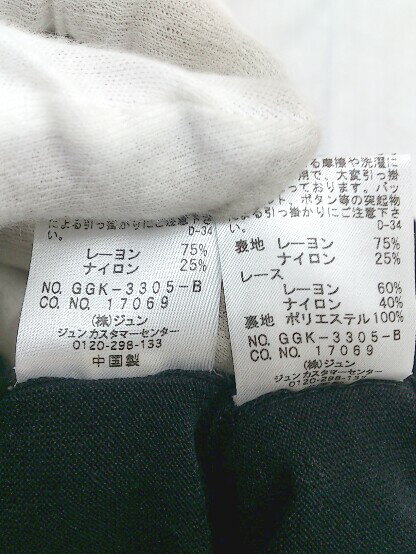 による引っ掛かりにご注意下さ
い。
D-34
レーヨン 75%
ナイロン 25%
NO. GGK-3305-B
CO. NO. 17069
(株)ジュン
ジュンカスタマーセンター
0120-298-133
中国製
る摩擦や洗濯に
用で、大変引っ掛
っております。バッ
ント、ボタン等の突起物
による引っ掛かりにご注意下さ
い。
D-34
表地 レーヨン 75%
ナイロン 25%
レース
レーヨン 60%
ナイロン 40%
裏地 ポリエステル100%
NO. GGK-3305-B
CO. NO. 17069
(株)ジュン
ジュンカスタマーセンター
0120-298-133